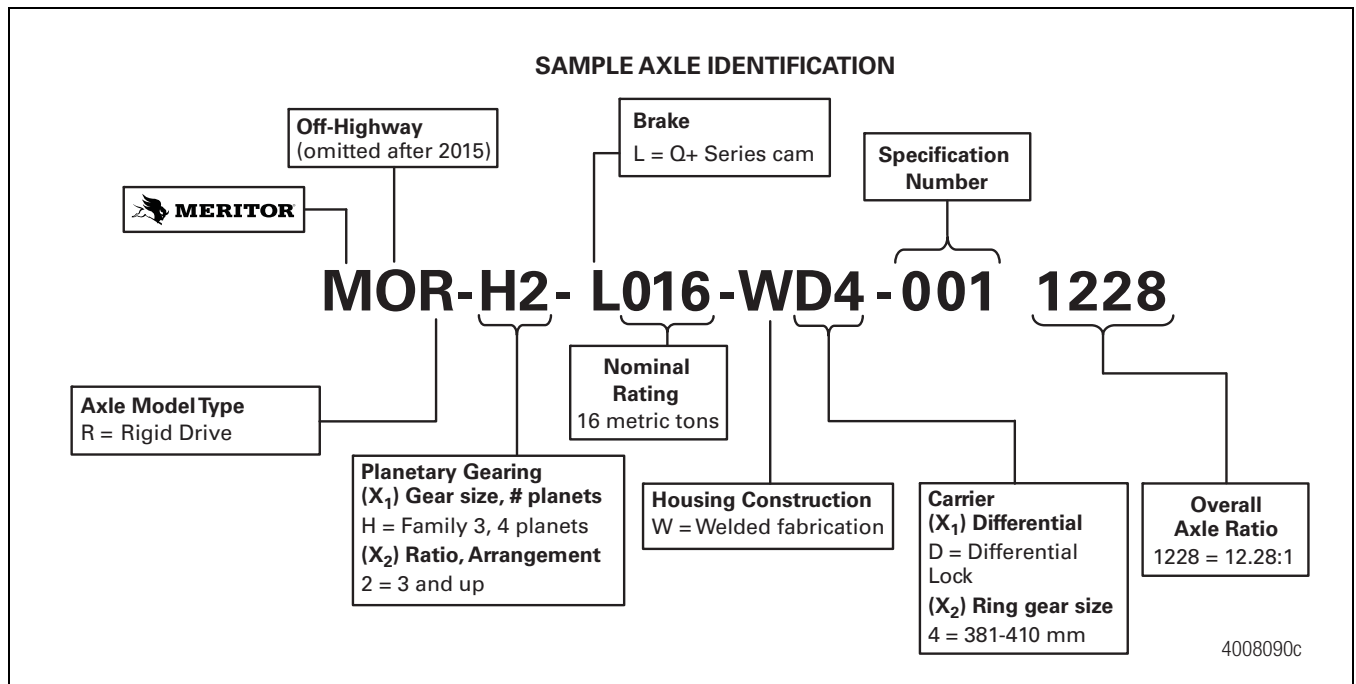 SAMPLE AXLE IDENTIFICATION
Off-Highway
(omitted after 2015)
Brake
L = Q+ Series cam
Specification
Number
MERITOR
MOR-H2- L016 -WD4 -001 1228
Axle Model Type
R = Rigid Drive
Planetary Gearing
(X₁) Gear size, # planets
H = Family 3, 4 planets
(X₂) Ratio, Arrangement
2 = 3 and up
Nominal
Rating
16 metric tons
Housing Construction
W = Welded fabrication
Carrier
(X₁) Differential
D = Differential
Lock
(X₂) Ring gear size
4 = 381-410 mm
Overall
Axle Ratio
1228 = 12.28:1
4008090c